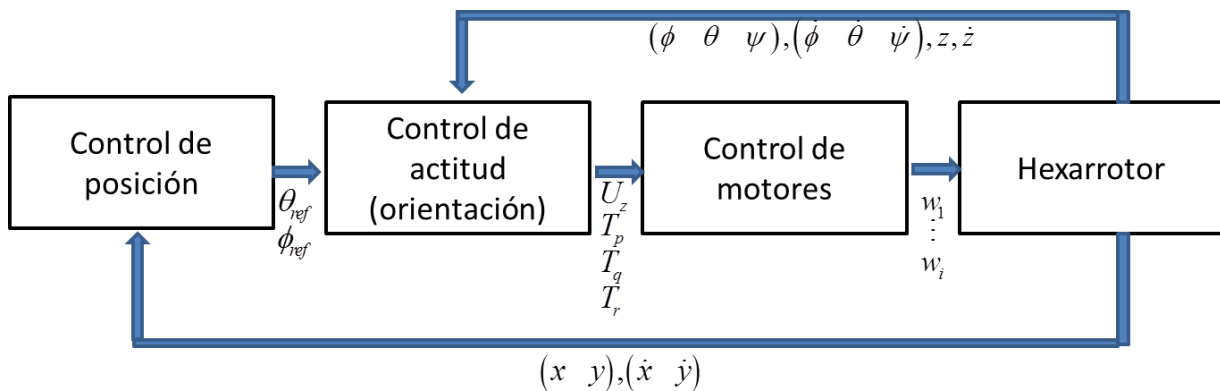 (ϕ θ ψ),(ϕ̇ θ̇ ψ̇),z,ż
Control de
posición
θref
ϕref
Control de
actitud
(orientación)
Uz
Tp
Tq
Tr
Control de
motores
w1
⋮
wi
Hexarrotor
(x y),(ẋ ẏ)